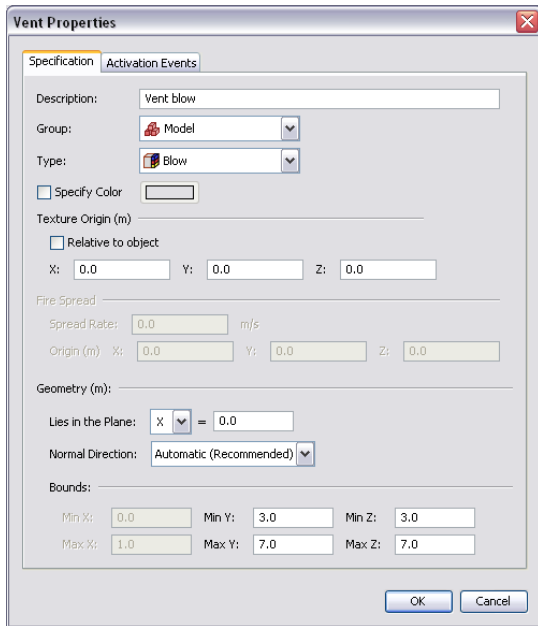 Vent Properties
Specification Activation Events
Description: Vent blow
Group: Model
Type: Blow
Specify Color
Texture Origin (m)
Relative to object
X: 0.0 Y: 0.0 Z: 0.0
Fire Spread
Spread Rate: 0.0 m/s
Origin (m) X: 0.0 Y: 0.0 Z: 0.0
Geometry (m):
Lies in the Plane: X = 0.0
Normal Direction: Automatic (Recommended)
Bounds:
Min X: 0.0 Min Y: 3.0 Min Z: 3.0
Max X: 1.0 Max Y: 7.0 Max Z: 7.0
OK Cancel